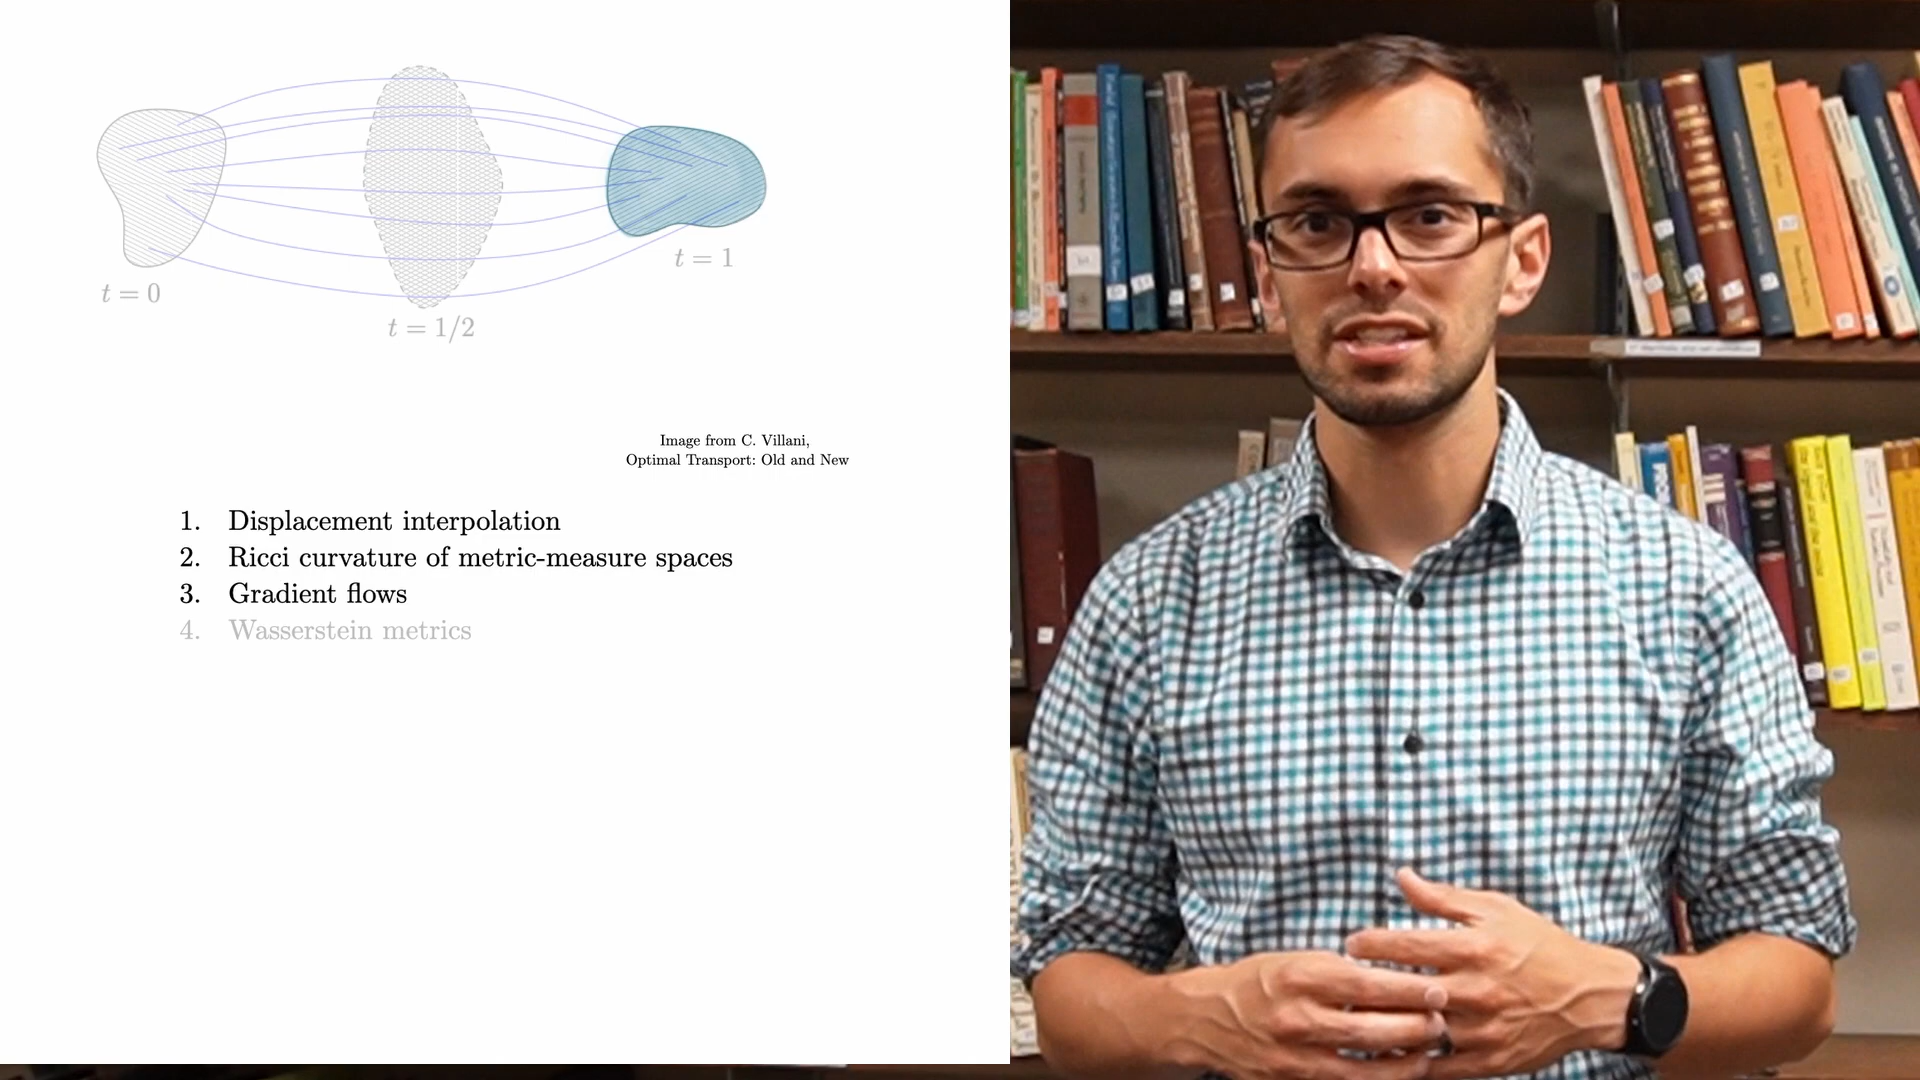 t = 0
t = 1/2
t = 1
Image from C. Villani,
Optimal Transport: Old and New
1. Displacement interpolation
2. Ricci curvature of metric-measure spaces
3. Gradient flows
4. Wasserstein metrics